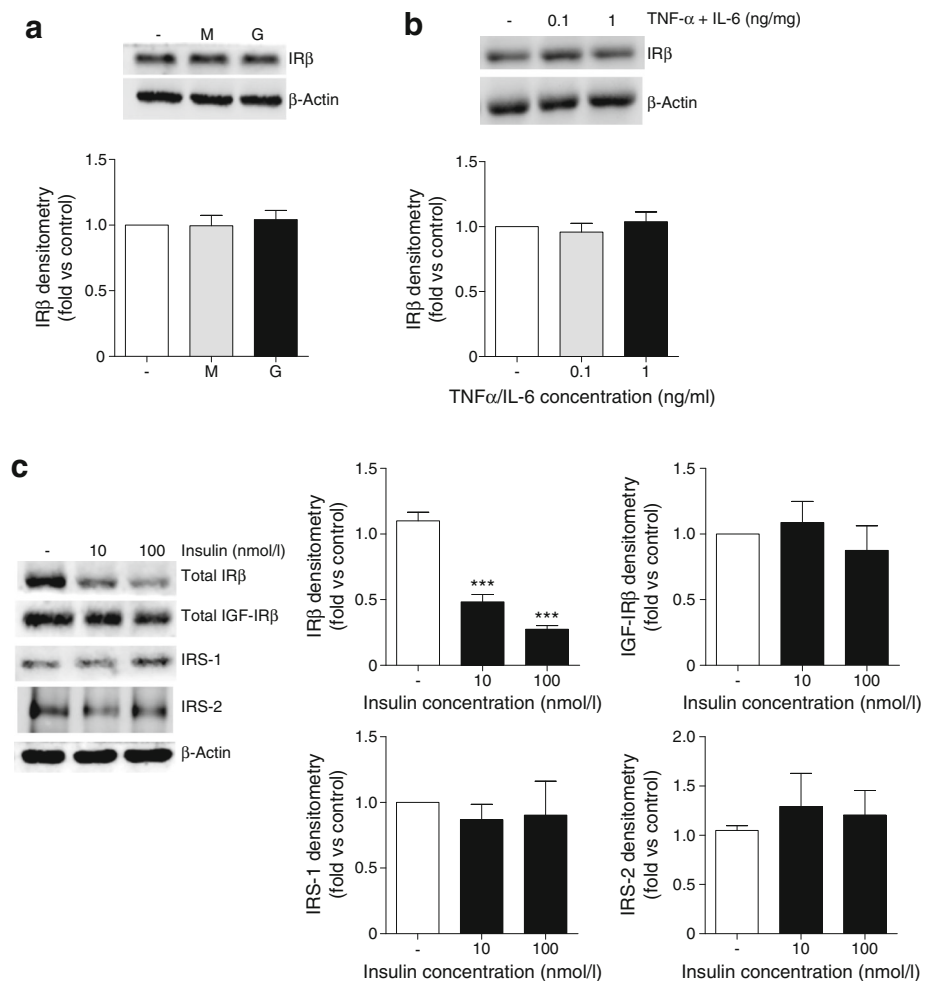 a
- M G
IRβ
β-Actin
1.5
1.0
0.5
0
IRβ densitometry
(fold vs control)
- M G
b
- 0.1 1 TNF-α + IL-6 (ng/mg)
IRβ
β-Actin
1.5
1.0
0.5
0
IRβ densitometry
(fold vs control)
- 0.1 1
TNFα/IL-6 concentration (ng/ml)
c
- 10 100 Insulin (nmol/l)
Total IRβ
Total IGF-IRβ
IRS-1
IRS-2
β-Actin
1.5
1.0
0.5
0
IRβ densitometry
(fold vs control)
***
***
- 10 100
Insulin concentration (nmol/l)
1.5
1.0
0.5
0
IGF-IRβ densitometry
(fold vs control)
- 10 100
Insulin concentration (nmol/l)
1.5
1.0
0.5
0
IRS-1 densitometry
(fold vs control)
- 10 100
Insulin concentration (nmol/l)
2.0
1.5
1.0
0.5
0
IRS-2 densitometry
(fold vs control)
- 10 100
Insulin concentration (nmol/l)